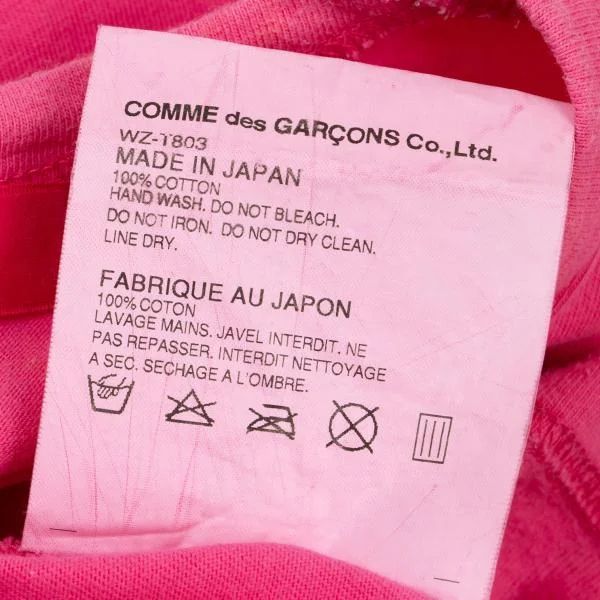 COMME des GARÇONS Co.,Ltd.
WZ-T803
MADE IN JAPAN
100% COTTON
HAND WASH. DO NOT BLEACH.
DO NOT IRON. DO NOT DRY CLEAN.
LINE DRY.
FABRIQUE AU JAPON
100% COTON
LAVAGE MAINS. JAVEL INTERDIT. NE
PAS REPASSER. INTERDIT NETTOYAGE
A SEC. SECHAGE A L'OMBRE.